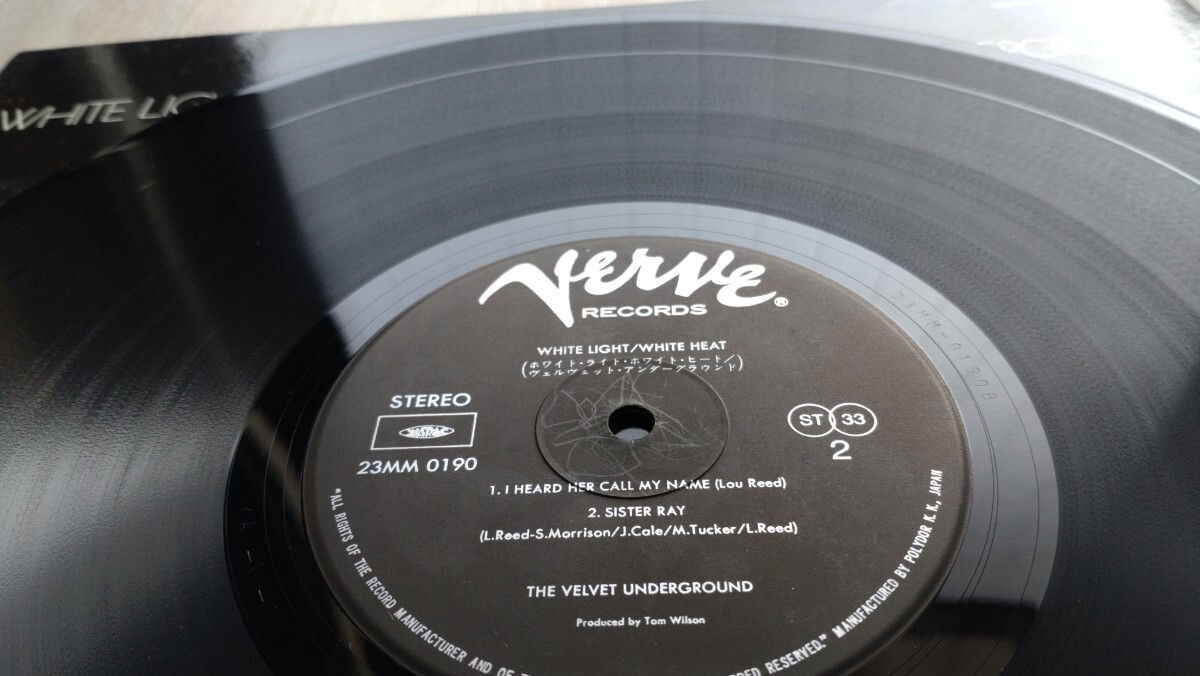 WHITE LIG
Verve®
RECORDS
WHITE LIGHT/WHITE HEAT
(ホワイト・ライト・ホワイト・ヒート/
ヴェルヴェット・アンダーグラウンド)
STEREO
23MM 0190
ST 33
2
1. I HEARD HER CALL MY NAME (Lou Reed)
2. SISTER RAY
(L.Reed-S.Morrison/J.Cale/M.Tucker/L.Reed)
THE VELVET UNDERGROUND
Produced by Tom Wilson
"ALL RIGHTS OF THE RECORD MANUFACTURER AND OF RESERVED." MANUFACTURED BY POLYDOR K.K., JAPAN
23MM-0190B